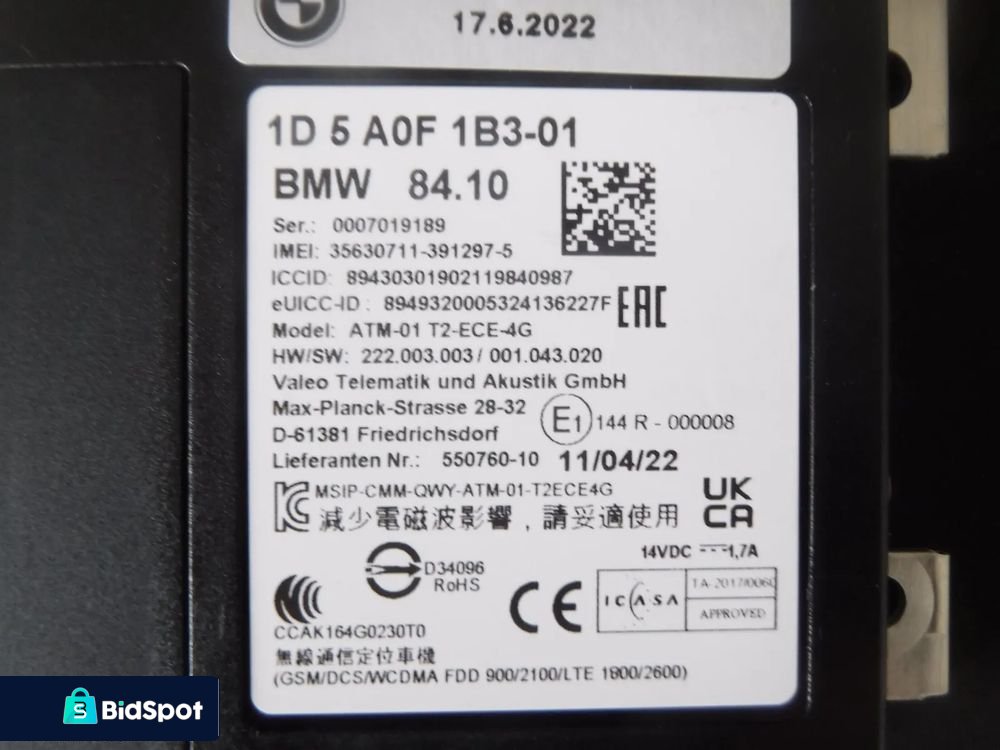 17.6.2022
1D 5 A0F 1B3-01
BMW 84.10
Ser.: 0007019189
IMEI: 35630711-391297-5
ICCID: 89430301902119840987
eUICC-ID : 8949320005324136227F
EAC
Model: ATM-01 T2-ECE-4G
HW/SW: 222.003.003 / 001.043.020
Valeo Telematik und Akustik GmbH
Max-Planck-Strasse 28-32
E1 144 R - 000008
D-61381 Friedrichsdorf
Lieferanten Nr.: 550760-10 11/04/22
MSIP-CMM-QWY-ATM-01-T2ECE4G
UK
CA
減少電磁波影響，請妥適使用
14VDC 1,7A
D34096
RoHS
CE
ICASA
TA-2017/0060
APPROVED
CCAK164G0230T0
無線通信定位車機
(GSM/DCS/WCDMA FDD 900/2100/LTE 1800/2600)
S BidSpot